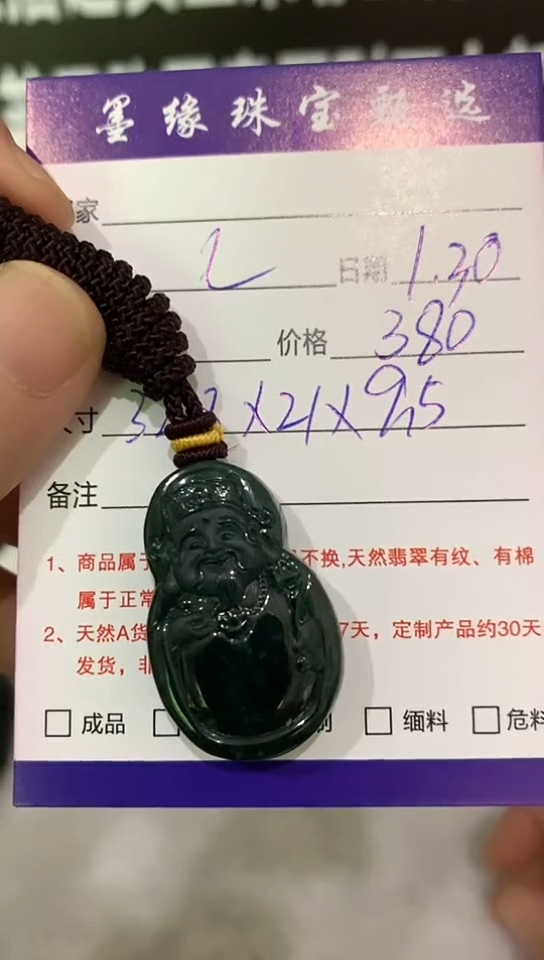 墨缘珠宝甄选
家
日期 1.30
价格 380
寸 X21X9.5
备注
1、商品属于 不换,天然翡翠有纹、有棉
属于正常
2、天然A货 7天，定制产品约30天
发货，非
成品 缅料 危料